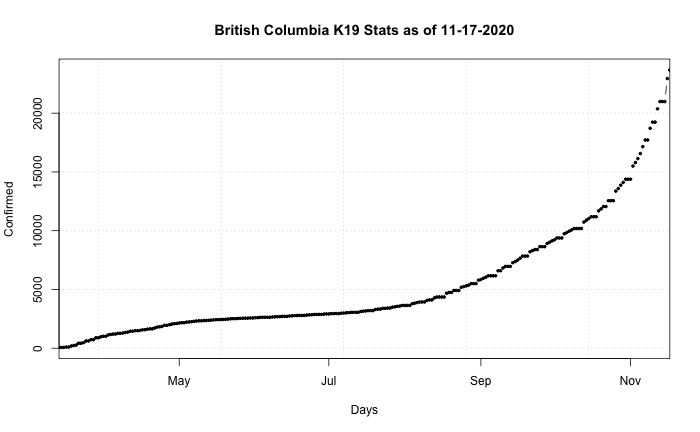 British Columbia K19 Stats as of 11-17-2020
20000
15000
10000
5000
0
Confirmed
May Jul Sep Nov
Days